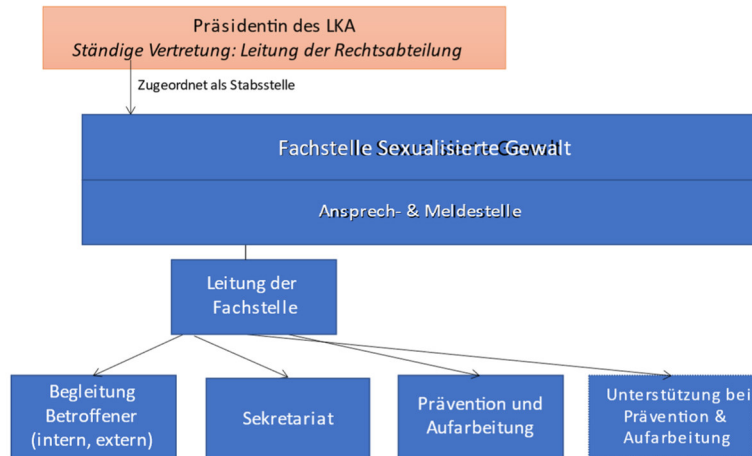 Präsidentin des LKA
Ständige Vertretung: Leitung der Rechtsabteilung
Zugeordnet als Stabsstelle
Fachstelle Sexualisierte Gewalt
Ansprech- & Meldestelle
Leitung der
Fachstelle
Begleitung
Betroffener
(intern, extern)
Sekretariat
Prävention und
Aufarbeitung
Unterstützung bei
Prävention &
Aufarbeitung